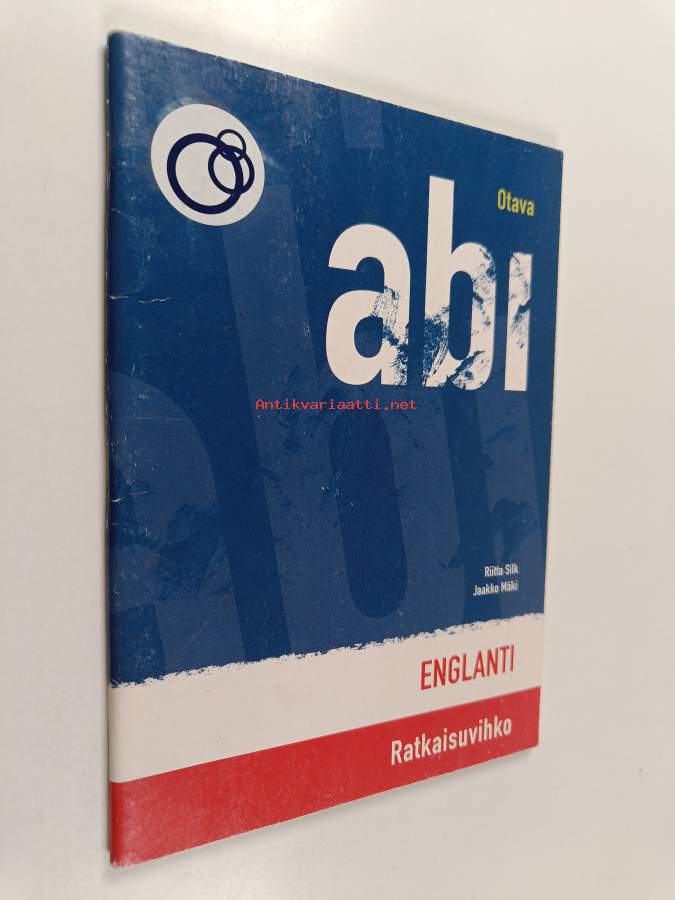 Otava
abi
Antikvariaatti.net
Riitta Silk
Jaakko Mäki
ENGLANTI
Ratkaisuvihko